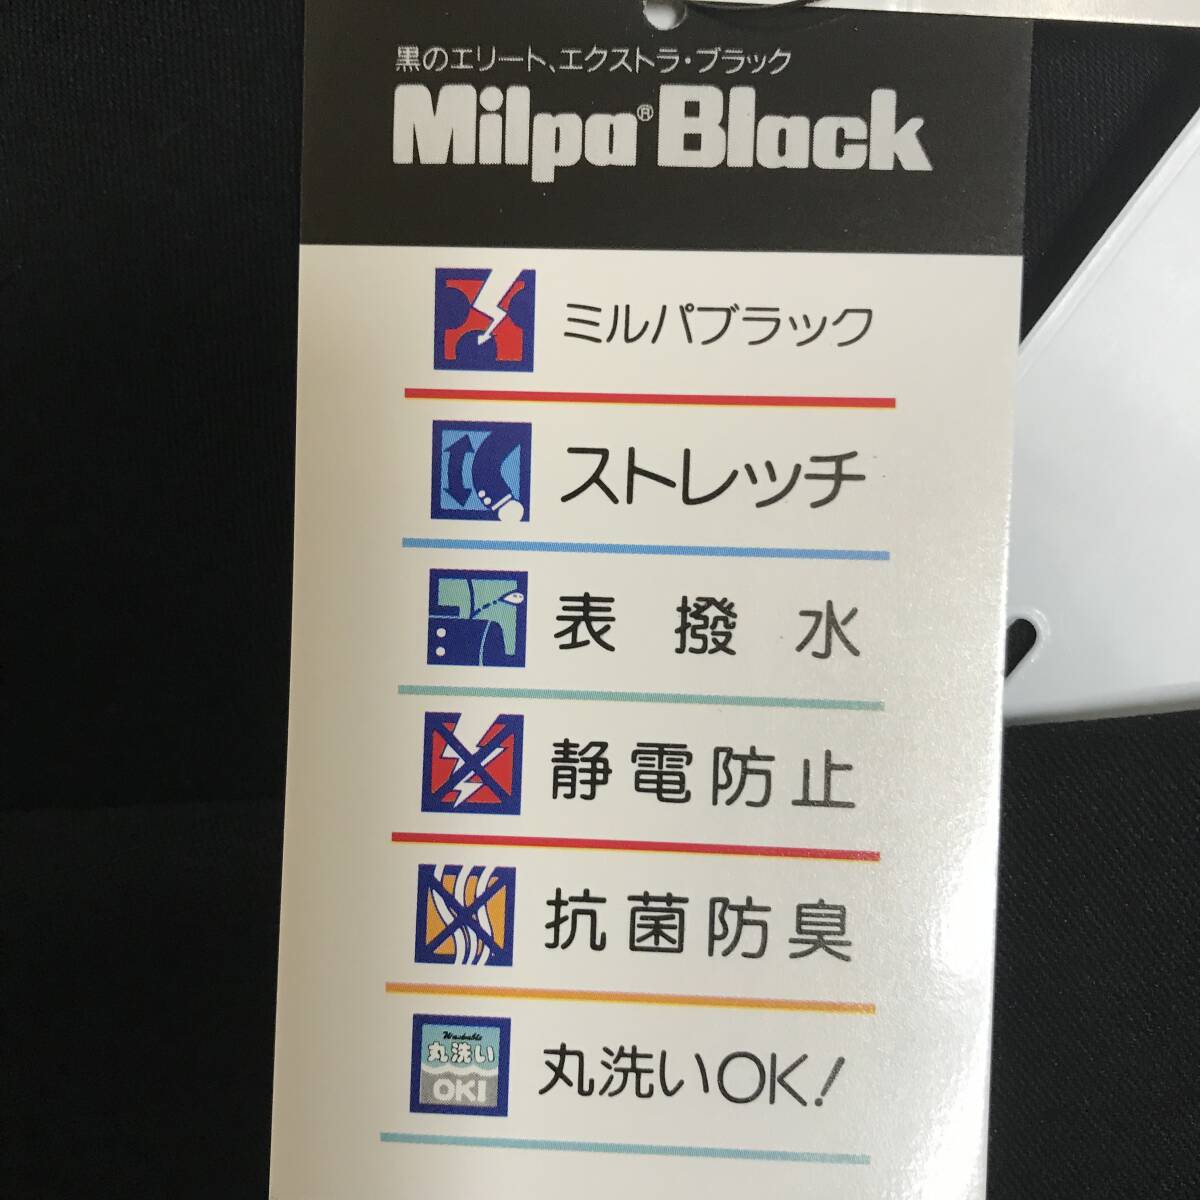 黒のエリート、エクストラ・ブラック
Milpa® Black
ミルパブラック
ストレッチ
表撥水
静電防止
抗菌防臭
Washable
丸洗い
OK!
丸洗いOK!